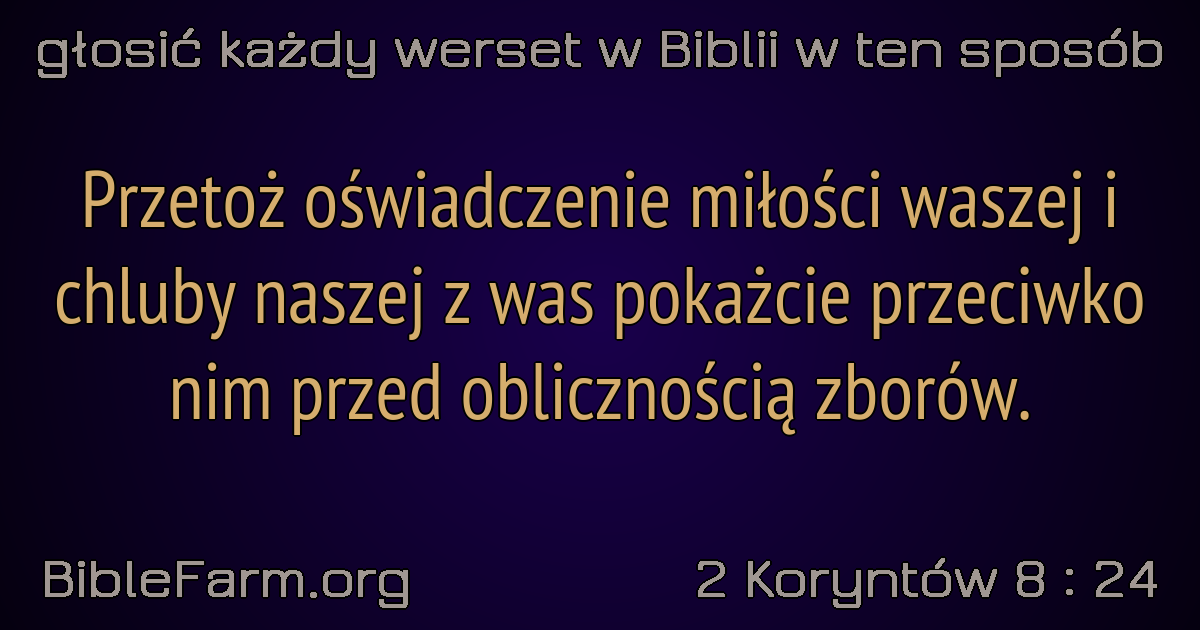 głosić każdy werset w Biblii w ten sposób
Przetoż oświadczenie miłości waszej i
chluby naszej z was pokażcie przeciwko
nim przed oblicznością zborów.
BibleFarm.org
2 Koryntów 8 : 24